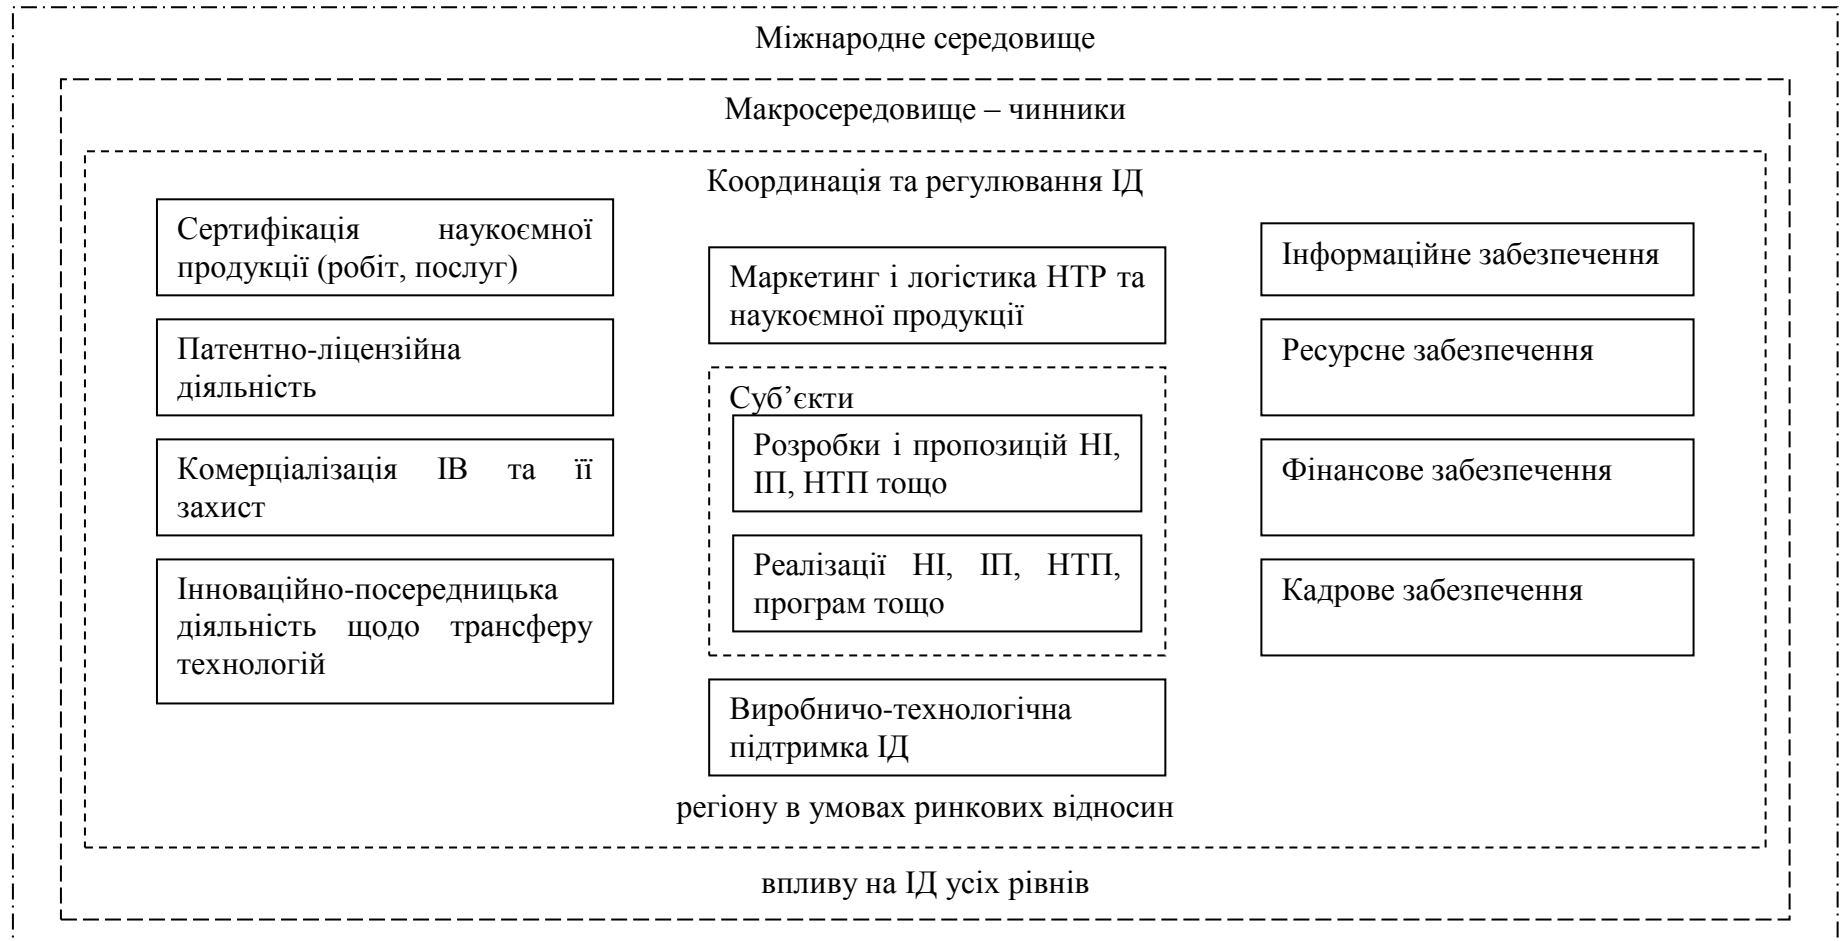 Міжнародне середовище
Макросередовище – чинники
Координація та регулювання ІД
Сертифікація наукоємної
продукції (робіт, послуг)
Патентно-ліцензійна
діяльність
Комерціалізація ІВ та її
захист
Інноваційно-посередницька
діяльність щодо трансферу
технологій
Маркетинг і логістика НТР та
наукоємної продукції
Суб’єкти
Розробки і пропозицій НІ,
ІП, НТП тощо
Реалізації НІ, ІП, НТП,
програм тощо
Виробничо-технологічна
підтримка ІД
Інформаційне забезпечення
Ресурсне забезпечення
Фінансове забезпечення
Кадрове забезпечення
регіону в умовах ринкових відносин
впливу на ІД усіх рівнів